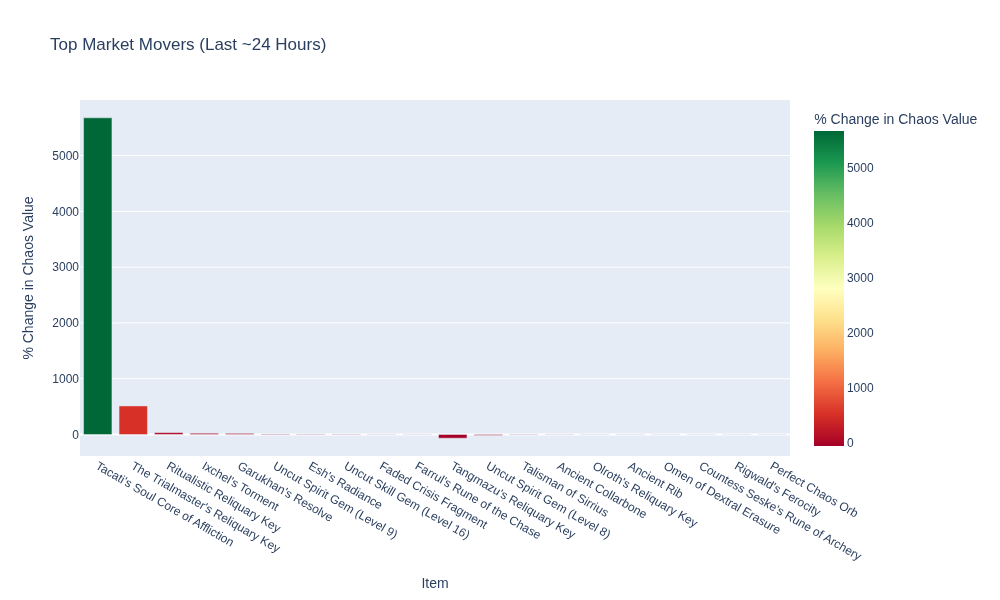 Top Market Movers (Last ~24 Hours)
% Change in Chaos Value
5000
4000
3000
2000
1000
0
Tacati's Soul Core of Affliction
The Trialmaster's Reliquary Key
Ritualistic Reliquary Key
Ixchel's Torment
Garukhan's Resolve
Uncut Spirit Gem (Level 9)
Esh's Radiance
Uncut Skill Gem (Level 16)
Faded Crisis Fragment
Farrul's Rune of the Chase
Tangmazu's Reliquary Key
Uncut Spirit Gem (Level 8)
Talisman of Sirrius
Ancient Collarbone
Olroth's Reliquary Key
Ancient Rib
Omen of Dextral Erasure
Countess Seske's Rune of Archery
Rigwald's Ferocity
Perfect Chaos Orb
Item
% Change in Chaos Value
5000
4000
3000
2000
1000
0